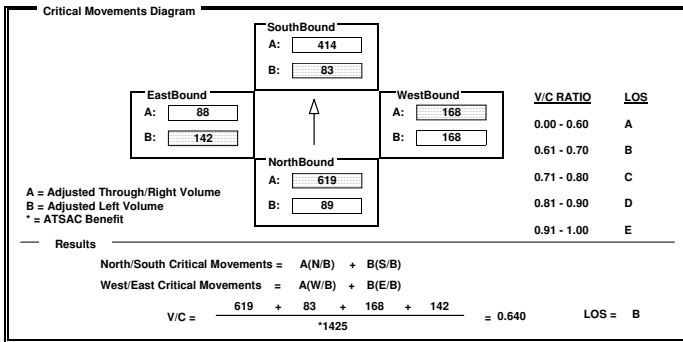 Critical Movements Diagram
SouthBound
A: 414
B: 83
EastBound
A: 88
B: 142
WestBound
A: 168
B: 168
V/C RATIO LOS
0.00 - 0.60 A
0.61 - 0.70 B
0.71 - 0.80 C
0.81 - 0.90 D
0.91 - 1.00 E
NorthBound
A: 619
B: 89
A = Adjusted Through/Right Volume
B = Adjusted Left Volume
* = ATSAC Benefit
Results
North/South Critical Movements = A(N/B) + B(S/B)
West/East Critical Movements = A(W/B) + B(E/B)
V/C = 619 + 83 + 168 + 142 = 0.640 LOS = B
*1425